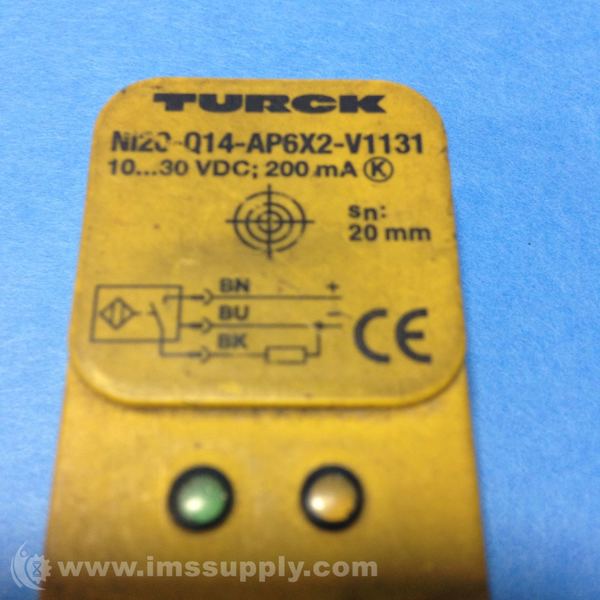 TURCK
NI20-Q14-AP6X2-V1131
10...30 VDC; 200 mA K
sn:
20 mm
BN +
BU -
BK
CE
www.imssupply.com